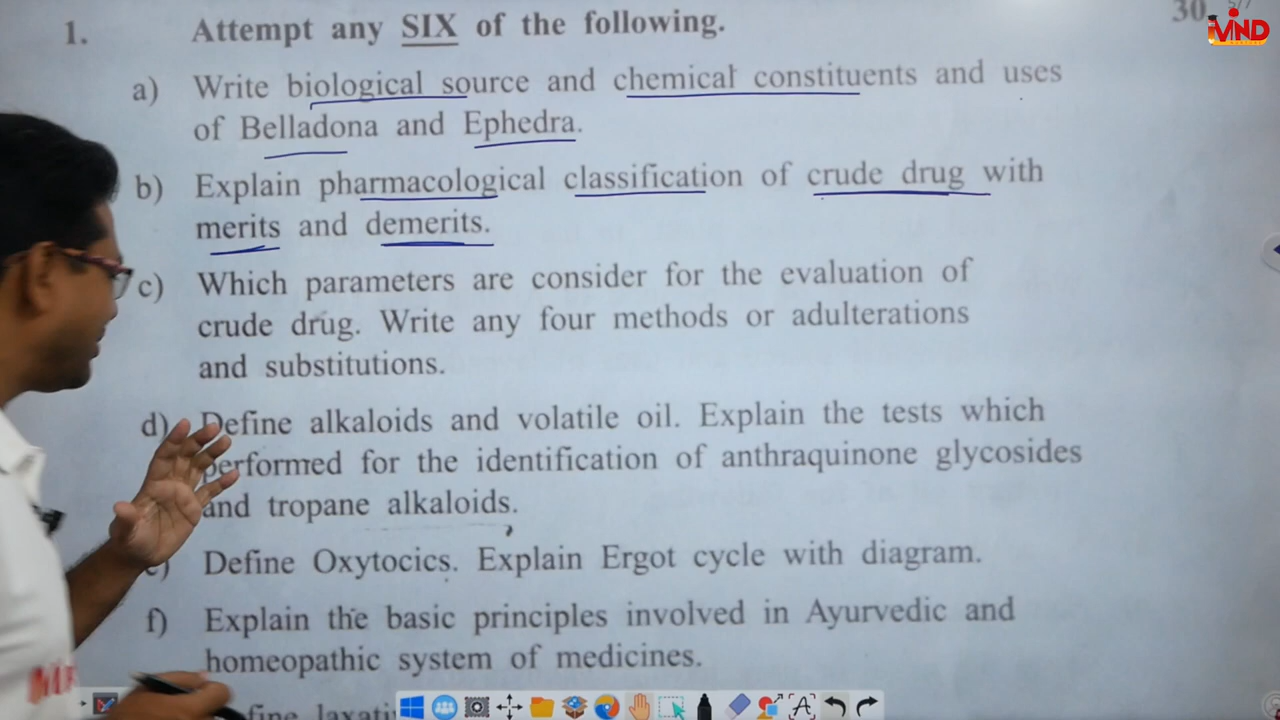 1. Attempt any SIX of the following. 30
VIND
a) Write biological source and chemical constituents and uses
of Belladona and Ephedra.
b) Explain pharmacological classification of crude drug with
merits and demerits.
c) Which parameters are consider for the evaluation of
crude drug. Write any four methods or adulterations
and substitutions.
d) Define alkaloids and volatile oil. Explain the tests which
performed for the identification of anthraquinone glycosides
and tropane alkaloids.
e) Define Oxytocics. Explain Ergot cycle with diagram.
f) Explain the basic principles involved in Ayurvedic and
homeopathic system of medicines.